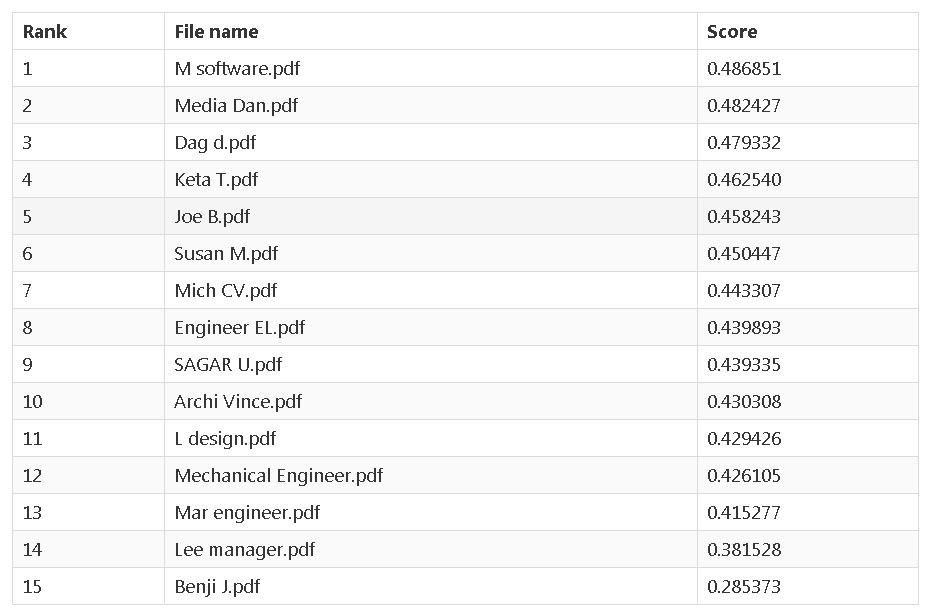 Rank File name Score
1 M software.pdf 0.486851
2 Media Dan.pdf 0.482427
3 Dag d.pdf 0.479332
4 Keta T.pdf 0.462540
5 Joe B.pdf 0.458243
6 Susan M.pdf 0.450447
7 Mich CV.pdf 0.443307
8 Engineer EL.pdf 0.439893
9 SAGAR U.pdf 0.439335
10 Archi Vince.pdf 0.430308
11 L design.pdf 0.429426
12 Mechanical Engineer.pdf 0.426105
13 Mar engineer.pdf 0.415277
14 Lee manager.pdf 0.381528
15 Benji J.pdf 0.285373